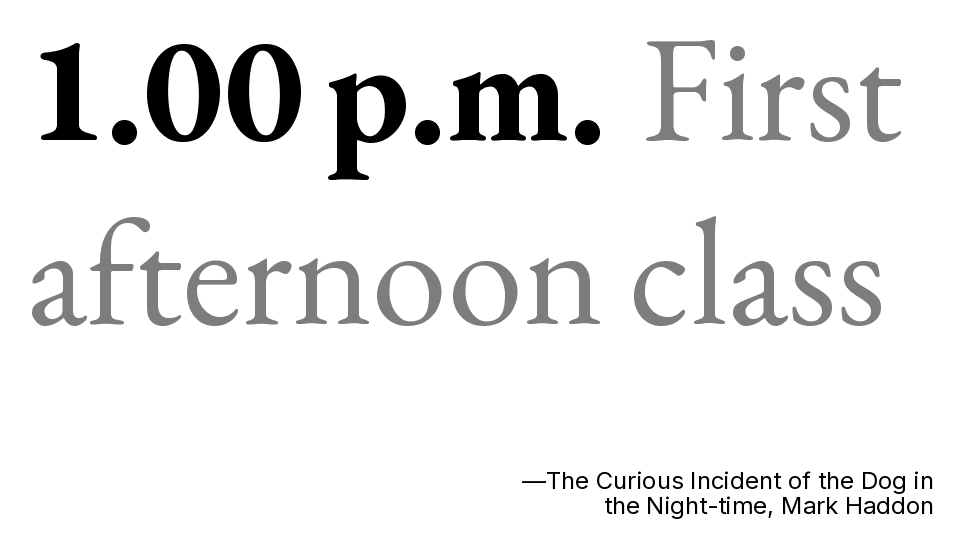 1.00 p.m. First
afternoon class
—The Curious Incident of the Dog in
the Night-time, Mark Haddon